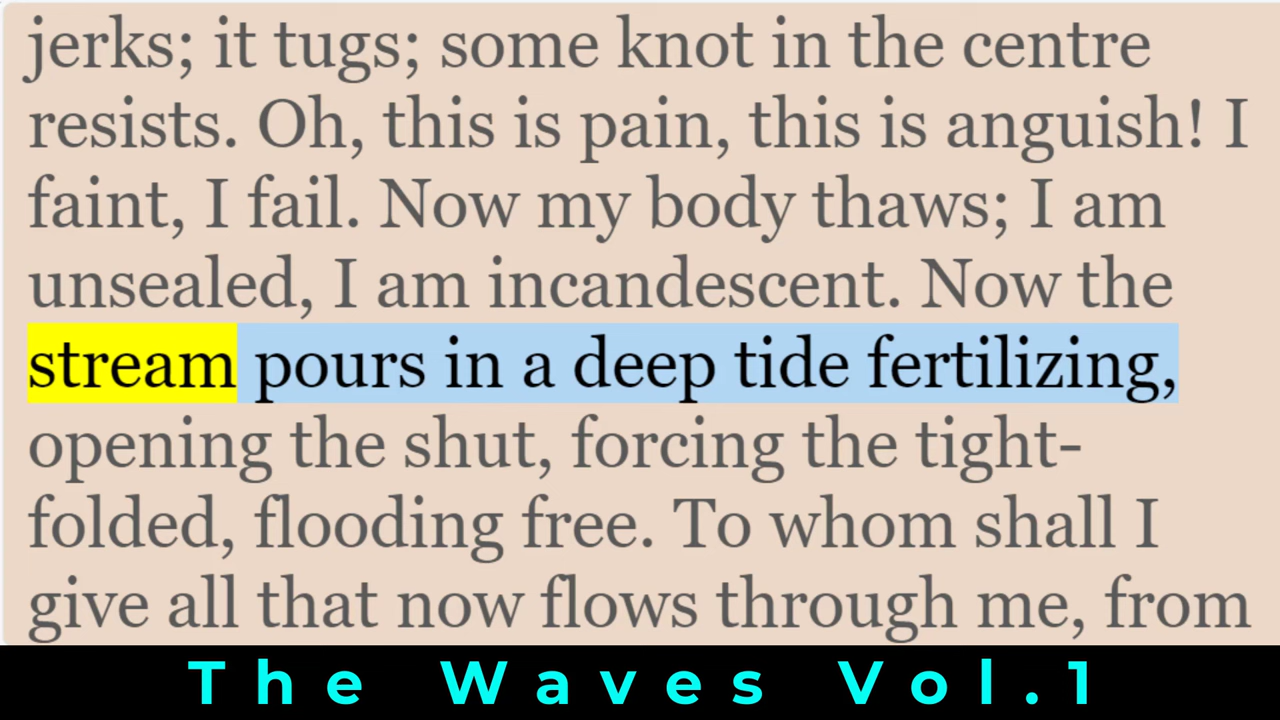 jerks; it tugs; some knot in the centre
resists. Oh, this is pain, this is anguish! I
faint, I fail. Now my body thaws; I am
unsealed, I am incandescent. Now the
stream pours in a deep tide fertilizing,
opening the shut, forcing the tight-
folded, flooding free. To whom shall I
give all that now flows through me, from
The Waves Vol.1